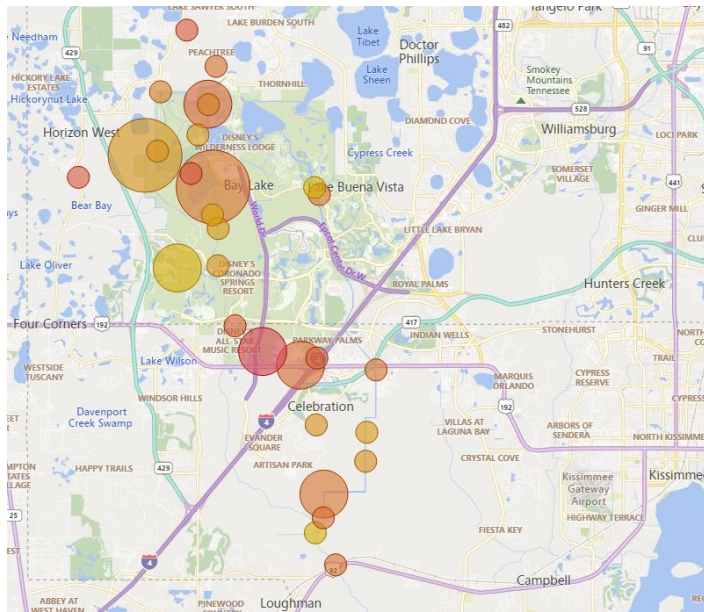 LAKE SAWYER SOUTH
Tangelo Park
LAKE BURDEN SOUTH
482
Needham
Lake
Tibet
Doctor
Phillips
429
PEACHTREE
91
HICKORY LAKE
ESTATES
Lake
Sheen
Smokey
Mountains
Tennessee
THORNHILL
Hickorynut Lake
528
DIAMOND COVE
Horizon West
Williamsburg
LOCI PARK
DISNEY'S
WILDERNESS LODGE
Cypress Creek
SOMERSET
VILLAGE
441
Bay Lake
Lake Buena Vista
Bear Bay
World Dr
GINGER MILL
LITTLE LAKE BRYAN
Epcot Center Dr W
Lake Oliver
DISNEY'S
CORONADO
SPRINGS
RESORT
ROYAL PALMS
Hunters Creek
Four Corners
192
417
DISNEY'S
ALL-STAR
MUSIC RESORT
PARKWAY PALMS
INDIAN WELLS
STONEHURST
NORTH
WESTSIDE
TUSCANY
Lake Wilson
TRAIL
MARQUIS
ORLANDO
CYPRESS
RESERVE
WINDSOR HILLS
CYPRESS
Celebration
192
Davenport
Creek Swamp
4
VILLAS AT
LAGUNA BAY
ARBORS OF
SENDERA
EVANDER
SQUARE
NORTH KISSIMMEE
CRYSTAL COVE
HAPPY TRAILS
429
ARTISAN PARK
Kissimmee
Gateway
Airport
Kissimmee
25
HIGHWAY TERRACE
FIESTA KEY
4
92
Campbell
ABBEY AT
WEST HAVEN
PINEWOOD
COUNTRY
Loughman